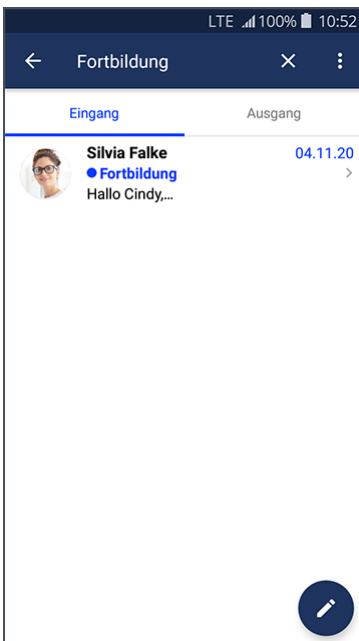 LTE 100% 10:52
Fortbildung
Eingang Ausgang
Silvia Falke 04.11.20
Fortbildung
Hallo Cindy,...